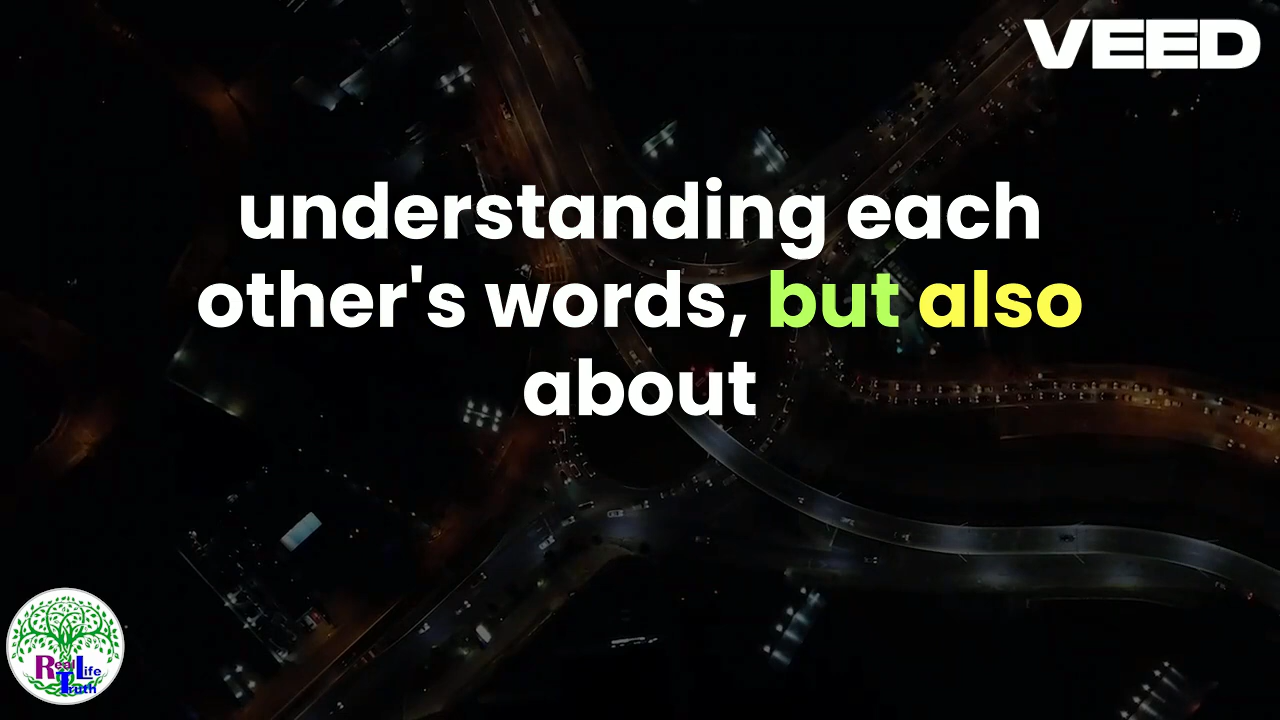 VEED
understanding each
other's words, but also
about
Real Life
Truth